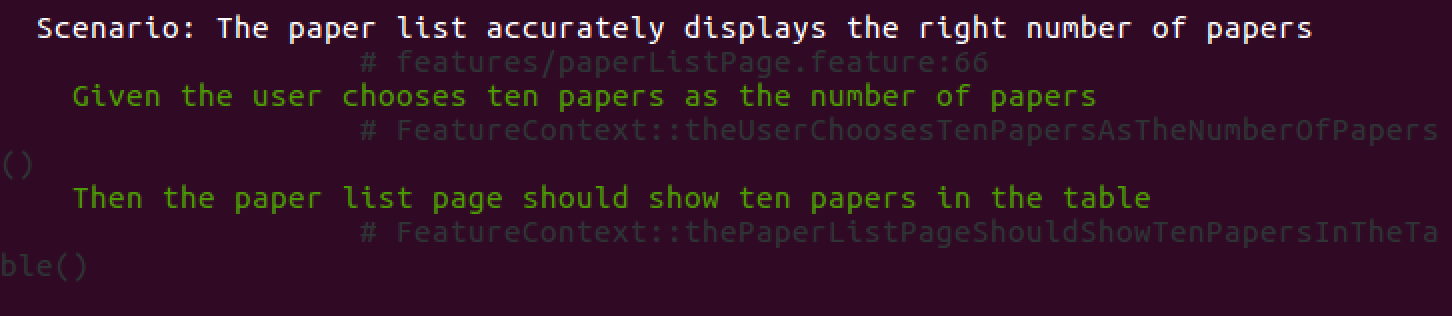 Scenario: The paper list accurately displays the right number of papers
# features/paperListPage.feature:66
Given the user chooses ten papers as the number of papers
# FeatureContext::theUserChoosesTenPapersAsTheNumberOfPapers
()
Then the paper list page should show ten papers in the table
# FeatureContext::thePaperListPageShouldShowTenPapersInTheTa
ble()